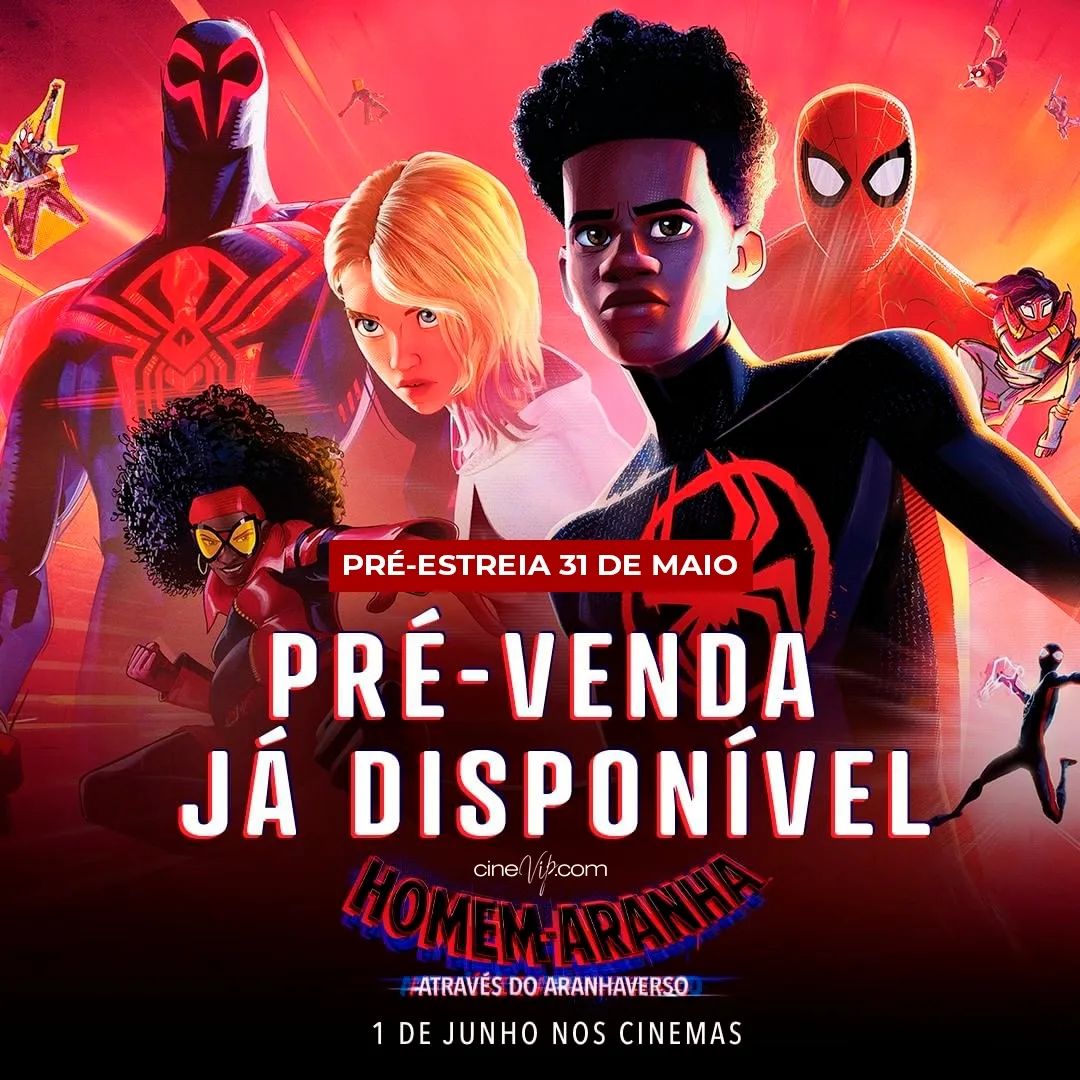 PRÉ-ESTREIA 31 DE MAIO
PRÉ-VENDA
JÁ DISPONÍVEL
cineVip.com
HOMEM-ARANHA
ATRAVÉS DO ARANHAVERSO
1 DE JUNHO NOS CINEMAS